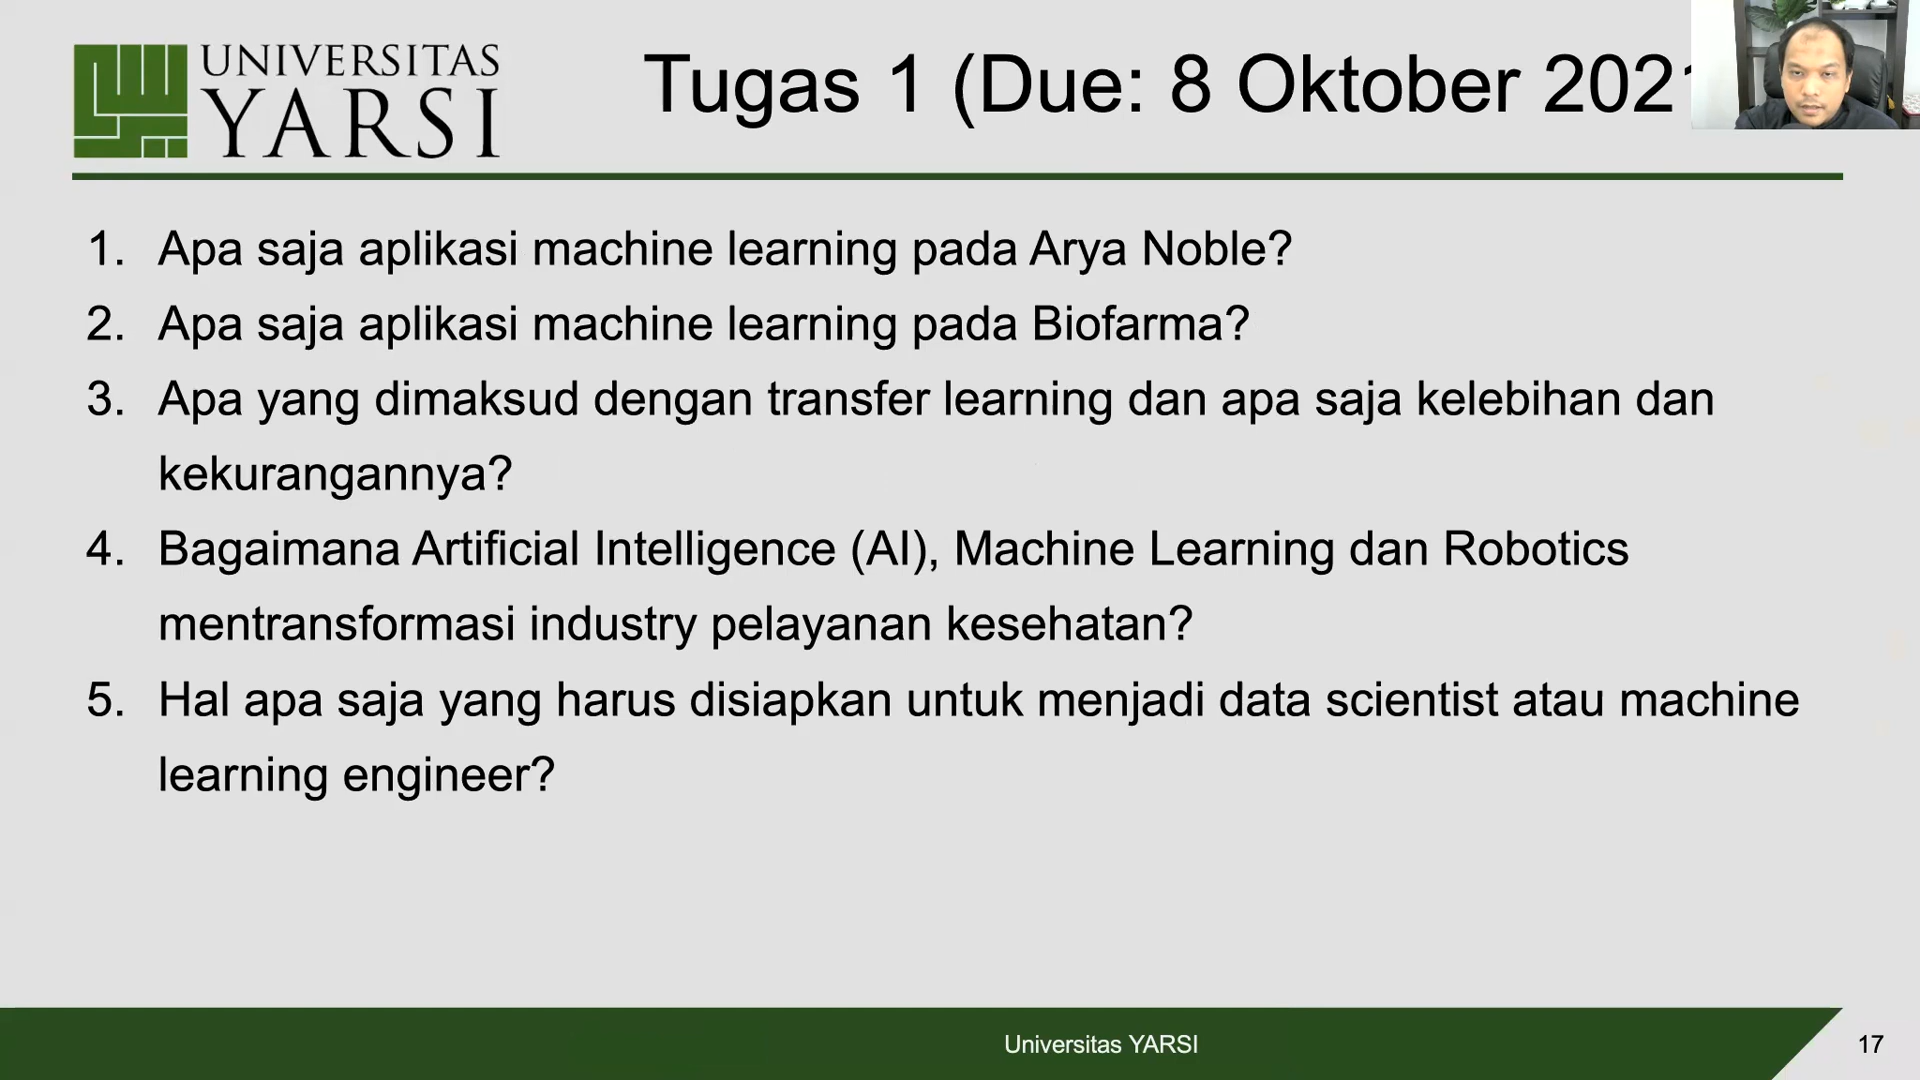 UNIVERSITAS
YARSI
Tugas 1 (Due: 8 Oktober 202
1. Apa saja aplikasi machine learning pada Arya Noble?
2. Apa saja aplikasi machine learning pada Biofarma?
3. Apa yang dimaksud dengan transfer learning dan apa saja kelebihan dan
kekurangannya?
4. Bagaimana Artificial Intelligence (AI), Machine Learning dan Robotics
mentransformasi industry pelayanan kesehatan?
5. Hal apa saja yang harus disiapkan untuk menjadi data scientist atau machine
learning engineer?
Universitas YARSI
17